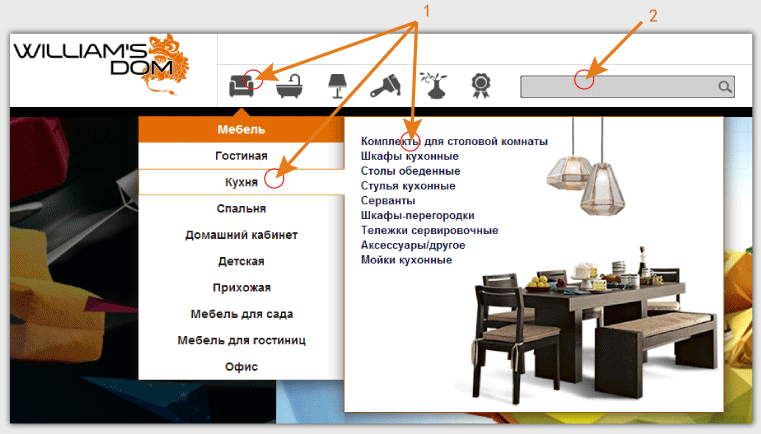 1
2
WILLIAM'S
DOM
Мебель
Гостиная
Кухня
Спальня
Домашний кабинет
Детская
Прихожая
Мебель для сада
Мебель для гостиниц
Офис
Комплекты для столовой комнаты
Шкафы кухонные
Столы обеденные
Стулья кухонные
Серванты
Шкафы-перегородки
Тележки сервировочные
Аксессуары/другое
Мойки кухонные